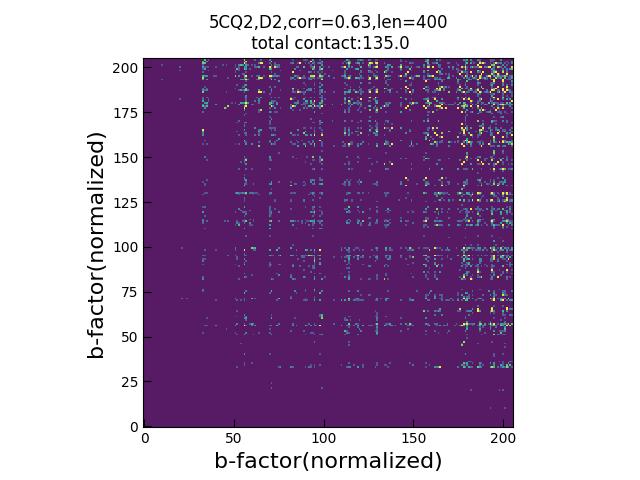 5CQ2,D2,corr=0.63,len=400
total contact:135.0
200
175
150
125
100
75
50
25
0
b-factor(normalized)
0 50 100 150 200
b-factor(normalized)